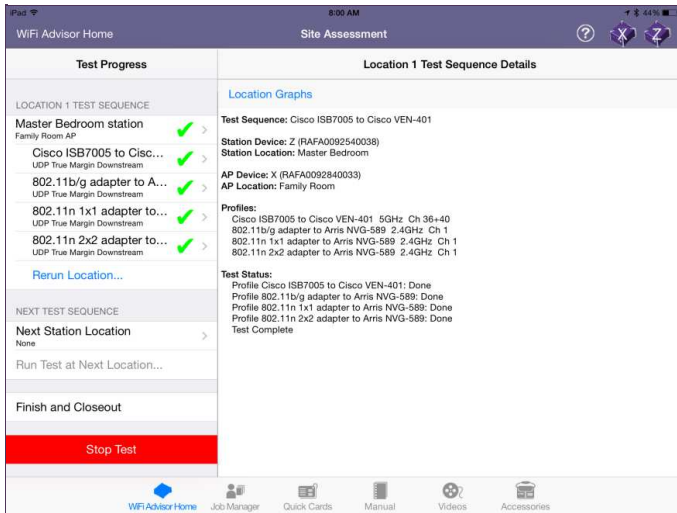 iPad 8:00 AM 44%
WiFi Advisor Home Site Assessment ? X Z
Test Progress
Location 1 Test Sequence Details
LOCATION 1 TEST SEQUENCE
Master Bedroom station
Family Room AP
Cisco ISB7005 to Cisc...
UDP True Margin Downstream
802.11b/g adapter to A...
UDP True Margin Downstream
802.11n 1x1 adapter to...
UDP True Margin Downstream
802.11n 2x2 adapter to...
UDP True Margin Downstream
Rerun Location...
NEXT TEST SEQUENCE
Next Station Location
None
Run Test at Next Location...
Finish and Closeout
Stop Test
Location Graphs
Test Sequence: Cisco ISB7005 to Cisco VEN-401
Station Device: Z (RAFA0092540038)
Station Location: Master Bedroom
AP Device: X (RAFA0092840033)
AP Location: Family Room
Profiles:
Cisco ISB7005 to Cisco VEN-401 5GHz Ch 36+40
802.11b/g adapter to Arris NVG-589 2.4GHz Ch 1
802.11n 1x1 adapter to Arris NVG-589 2.4GHz Ch 1
802.11n 2x2 adapter to Arris NVG-589 2.4GHz Ch 1
Test Status:
Profile Cisco ISB7005 to Cisco VEN-401: Done
Profile 802.11b/g adapter to Arris NVG-589: Done
Profile 802.11n 1x1 adapter to Arris NVG-589: Done
Profile 802.11n 2x2 adapter to Arris NVG-589: Done
Test Complete
WiFi Advisor Home Job Manager Quick Cards Manual Videos Accessories